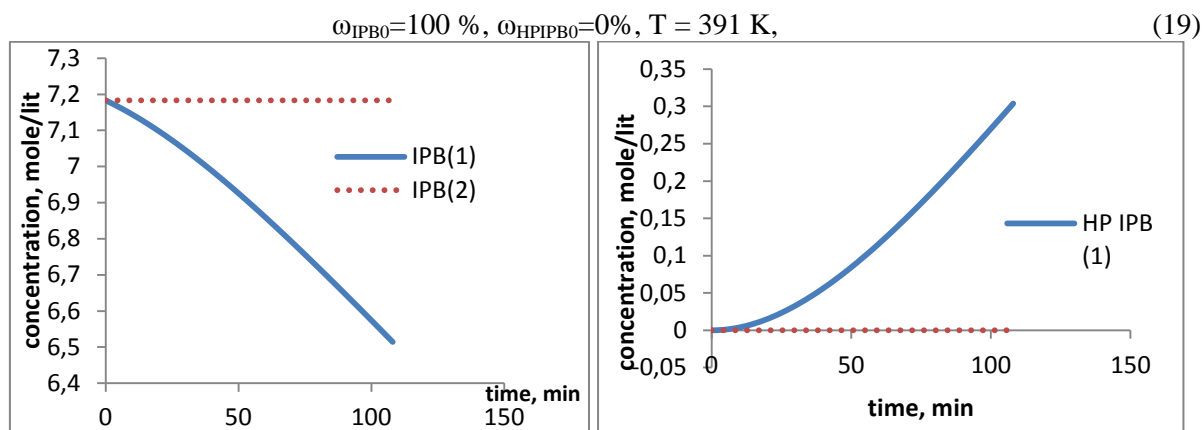 ω_IPB0=100 %, ω_HPIPB0=0%, T = 391 K, (19)
concentration, mole/lit
7,3
7,2
7,1
7
6,9
6,8
6,7
6,6
6,5
6,4
IPB(1)
IPB(2)
0 50 100 150
time, min
concentration, mole/lit
0,35
0,3
0,25
0,2
0,15
0,1
0,05
0
-0,05
HP IPB
(1)
0 50 100 150
time, min